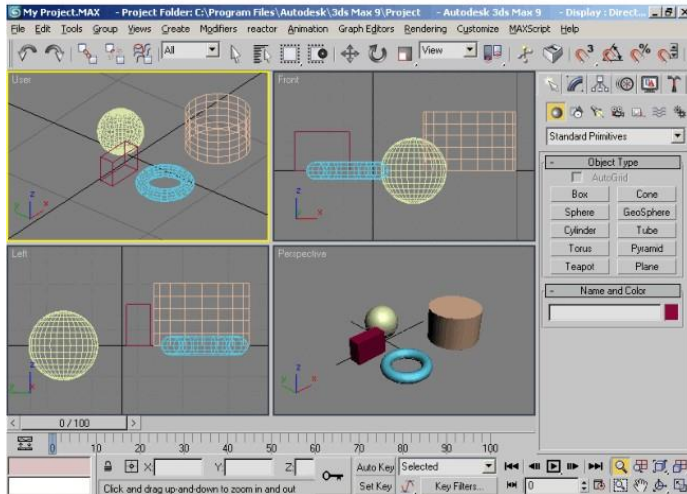 My Project.MAX - Project Folder: C:\Program Files\Autodesk\3ds Max 9\Project - Autodesk 3ds Max 9 - Display : Direct...
File Edit Tools Group Views Create Modifiers reactor Animation Graph Editors Rendering Customize MAXScript Help
All View
User Front
z y x z x
Standard Primitives
- Object Type
AutoGrid
Box Cone
Sphere GeoSphere
Cylinder Tube
Torus Pyramid
Teapot Plane
- Name and Color
Left Perspective
z y z y x
< 0 / 100 >
0 10 20 30 40 50 60 70 80 90 100
X: Y: Z: Auto Key Selected
Click and drag up-and-down to zoom in and out Set Key Key Filters... 0